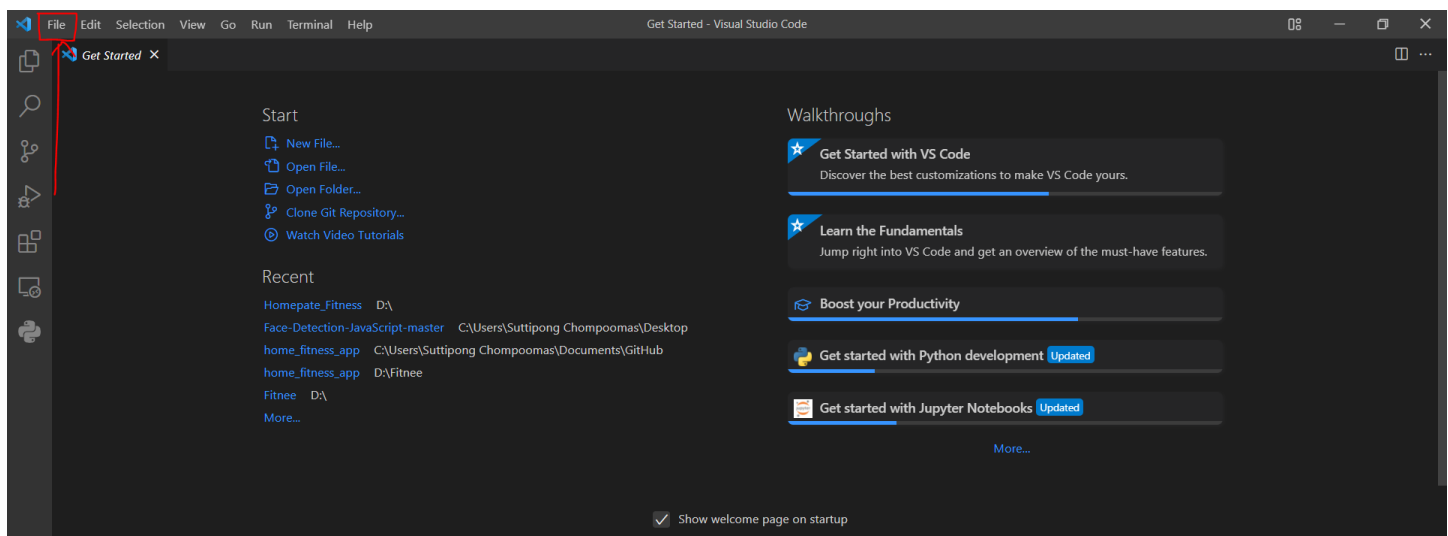 File Edit Selection View Go Run Terminal Help
Get Started - Visual Studio Code
Get Started
Start
New File...
Open File...
Open Folder...
Clone Git Repository...
Watch Video Tutorials
Recent
Homepate_Fitness D:\
Face-Detection-JavaScript-master C:\Users\Suttipong Chompoomas\Desktop
home_fitness_app C:\Users\Suttipong Chompoomas\Documents\GitHub
home_fitness_app D:\Fitnee
Fitnee D:\
More...
Walkthroughs
Get Started with VS Code
Discover the best customizations to make VS Code yours.
Learn the Fundamentals
Jump right into VS Code and get an overview of the must-have features.
Boost your Productivity
Get started with Python development Updated
Get started with Jupyter Notebooks Updated
More...
Show welcome page on startup